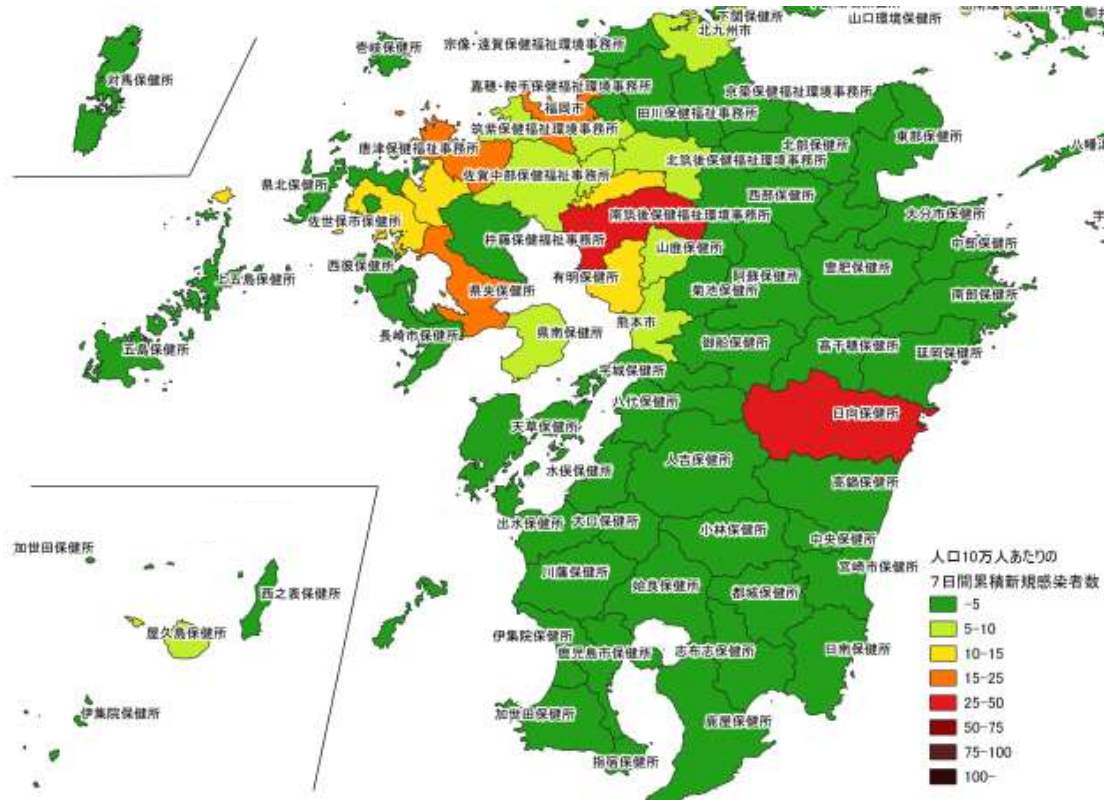 下関保健所
山口環境保健所
北九州市
宗像・遠賀保健福祉環境事務所
壱岐保健所
対馬保健所
嘉穂・鞍手保健福祉環境事務所
京築保健福祉環境事務所
福岡市
田川保健福祉環境事務所
筑紫保健福祉環境事務所
東部保健所
北部保健所
唐津保健福祉事務所
北筑後保健福祉環境事務所
佐賀中部保健福祉事務所
県北保健所
西部保健所
佐世保市保健所
南筑後保健福祉環境事務所
大分市保健所
杵藤保健福祉事務所
山鹿保健所
中部保健所
西彼保健所
豊肥保健所
上五島保健所
有明保健所
阿蘇保健所
県央保健所
菊池保健所
南部保健所
熊本市
長崎市保健所
県南保健所
御船保健所
高千穂保健所
延岡保健所
五島保健所
宇城保健所
八代保健所
日向保健所
天草保健所
人吉保健所
水俣保健所
高鍋保健所
出水保健所
大口保健所
小林保健所
中央保健所
加世田保健所
人口10万人あたりの
7日間累積新規感染者数
宮崎市保健所
川薩保健所
姶良保健所
都城保健所
西之表保健所
-5
5-10
屋久島保健所
伊集院保健所
鹿児島市保健所
志布志保健所
日南保健所
10-15
15-25
25-50
伊集院保健所
加世田保健所
鹿屋保健所
50-75
75-100
指宿保健所
100-